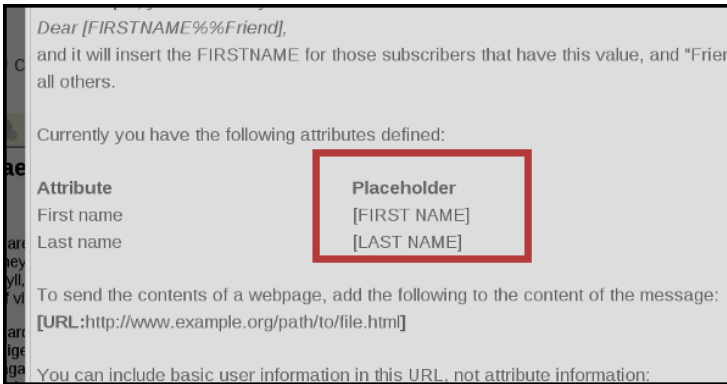 Dear [FIRSTNAME%%Friend],
and it will insert the FIRSTNAME for those subscribers that have this value, and "Frie
all others.
Currently you have the following attributes defined:
Attribute Placeholder
First name [FIRST NAME]
Last name [LAST NAME]
To send the contents of a webpage, add the following to the content of the message:
[URL:http://www.example.org/path/to/file.html]
You can include basic user information in this URL, not attribute information: